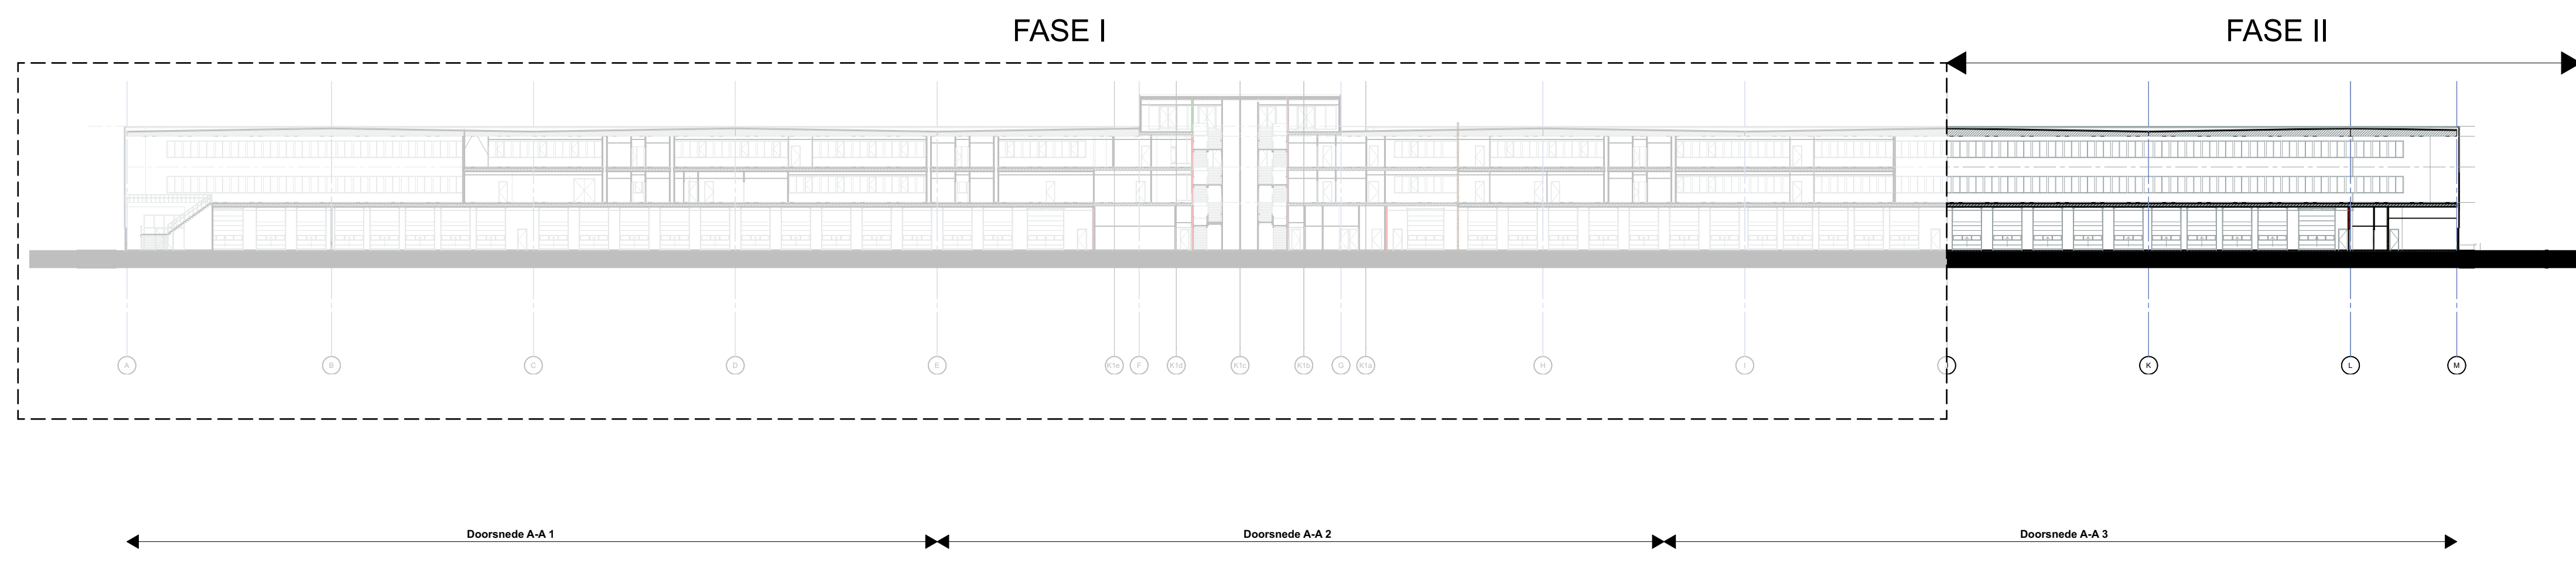 FASE I
FASE II
A
B
C
D
E
K1e
F
K1d
K1c
K1b
G
K1a
H
I
K
L
M
Doorsnede A-A 1
Doorsnede A-A 2
Doorsnede A-A 3